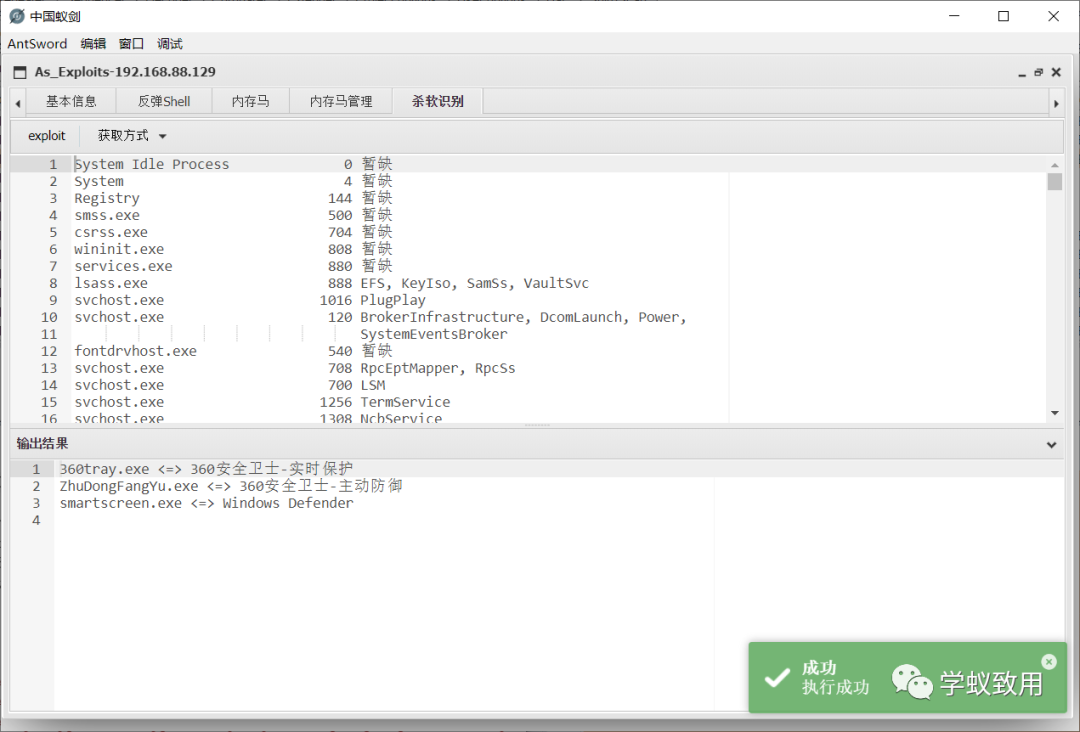 中国蚁剑
AntSword 编辑 窗口 调试
As_Exploits-192.168.88.129
基本信息 反弹Shell 内存马 内存马管理 杀软识别
exploit 获取方式
1 System Idle Process 0 暂缺
2 System 4 暂缺
3 Registry 144 暂缺
4 smss.exe 500 暂缺
5 csrss.exe 704 暂缺
6 wininit.exe 808 暂缺
7 services.exe 880 暂缺
8 lsass.exe 888 EFS, KeyIso, SamSs, VaultSvc
9 svchost.exe 1016 PlugPlay
10 svchost.exe 120 BrokerInfrastructure, DcomLaunch, Power,
11 SystemEventsBroker
12 fontdrvhost.exe 540 暂缺
13 svchost.exe 708 RpcEptMapper, RpcSs
14 svchost.exe 700 LSM
15 svchost.exe 1256 TermService
16 svchost.exe 1308 NcbService
输出结果
1 360tray.exe <=> 360安全卫士-实时保护
2 ZhuDongFangYu.exe <=> 360安全卫士-主动防御
3 smartscreen.exe <=> Windows Defender
4
成功
执行成功
学蚁致用